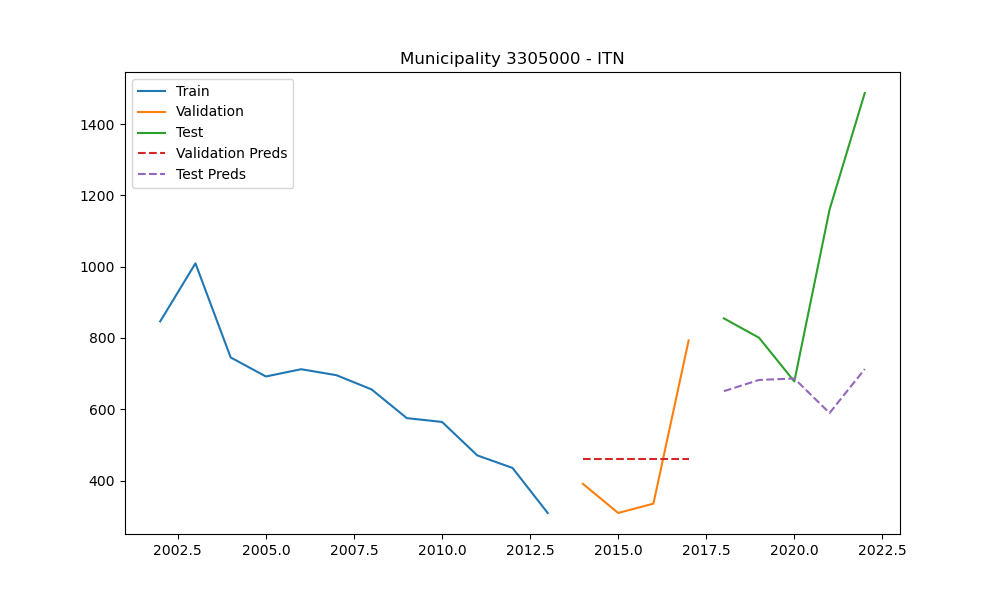 Municipality 3305000 - ITN
Train
Validation
Test
Validation Preds
Test Preds
1400
1200
1000
800
600
400
2002.5 2005.0 2007.5 2010.0 2012.5 2015.0 2017.5 2020.0 2022.5